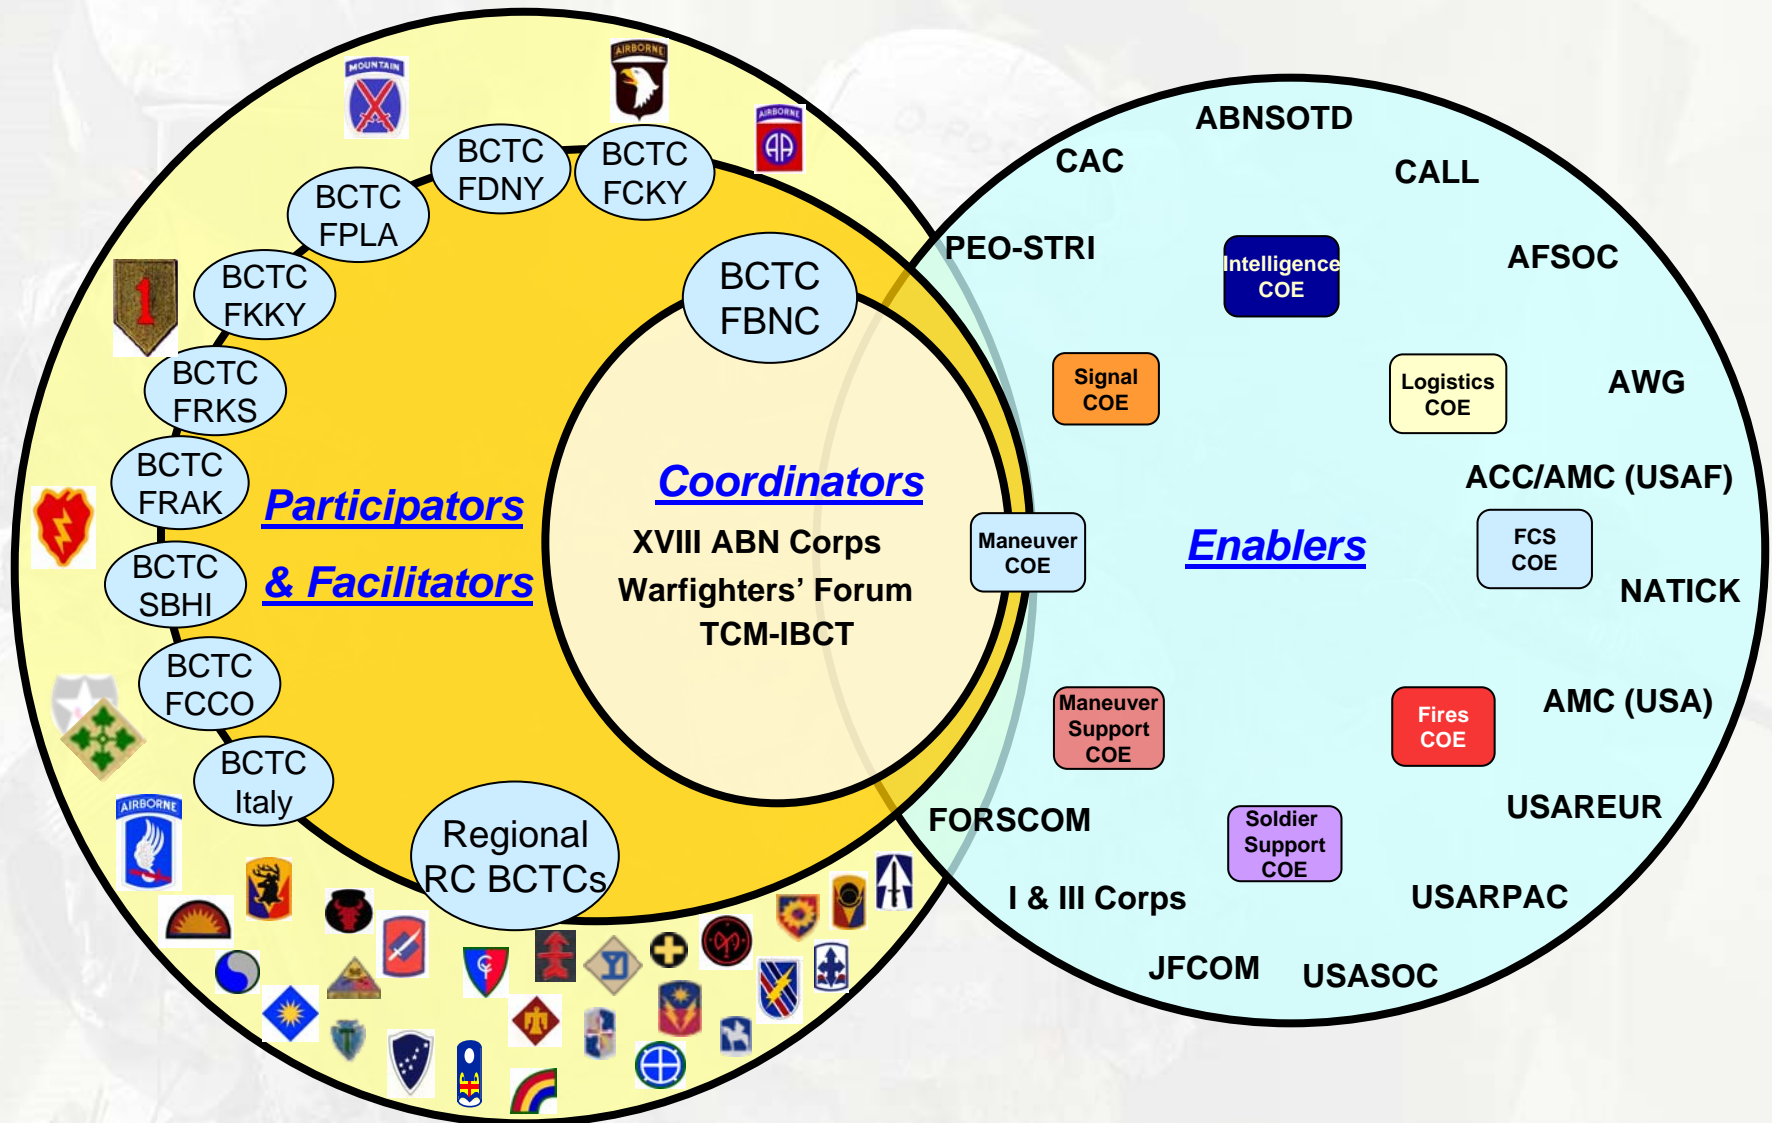 MOUNTAIN
AIRBORNE
AIRBORNE
AA
BCTC
FDNY
BCTC
FCKY
BCTC
FPLA
BCTC
FKKY
1
BCTC
FRKS
BCTC
FRAK
BCTC
SBHI
BCTC
FCCO
BCTC
Italy
AIRBORNE
Regional
RC BCTCs
Participators
& Facilitators
BCTC
FBNC
Coordinators
XVIII ABN Corps
Warfighters’ Forum
TCM-IBCT
Maneuver
COE
ABNSOTD
CAC
CALL
PEO-STRI
AFSOC
Intelligence
COE
Signal
COE
Logistics
COE
AWG
ACC/AMC (USAF)
Enablers
FCS
COE
NATICK
Maneuver
Support
COE
Fires
COE
AMC (USA)
FORSCOM
Soldier
Support
COE
USAREUR
I & III Corps
USARPAC
JFCOM
USASOC